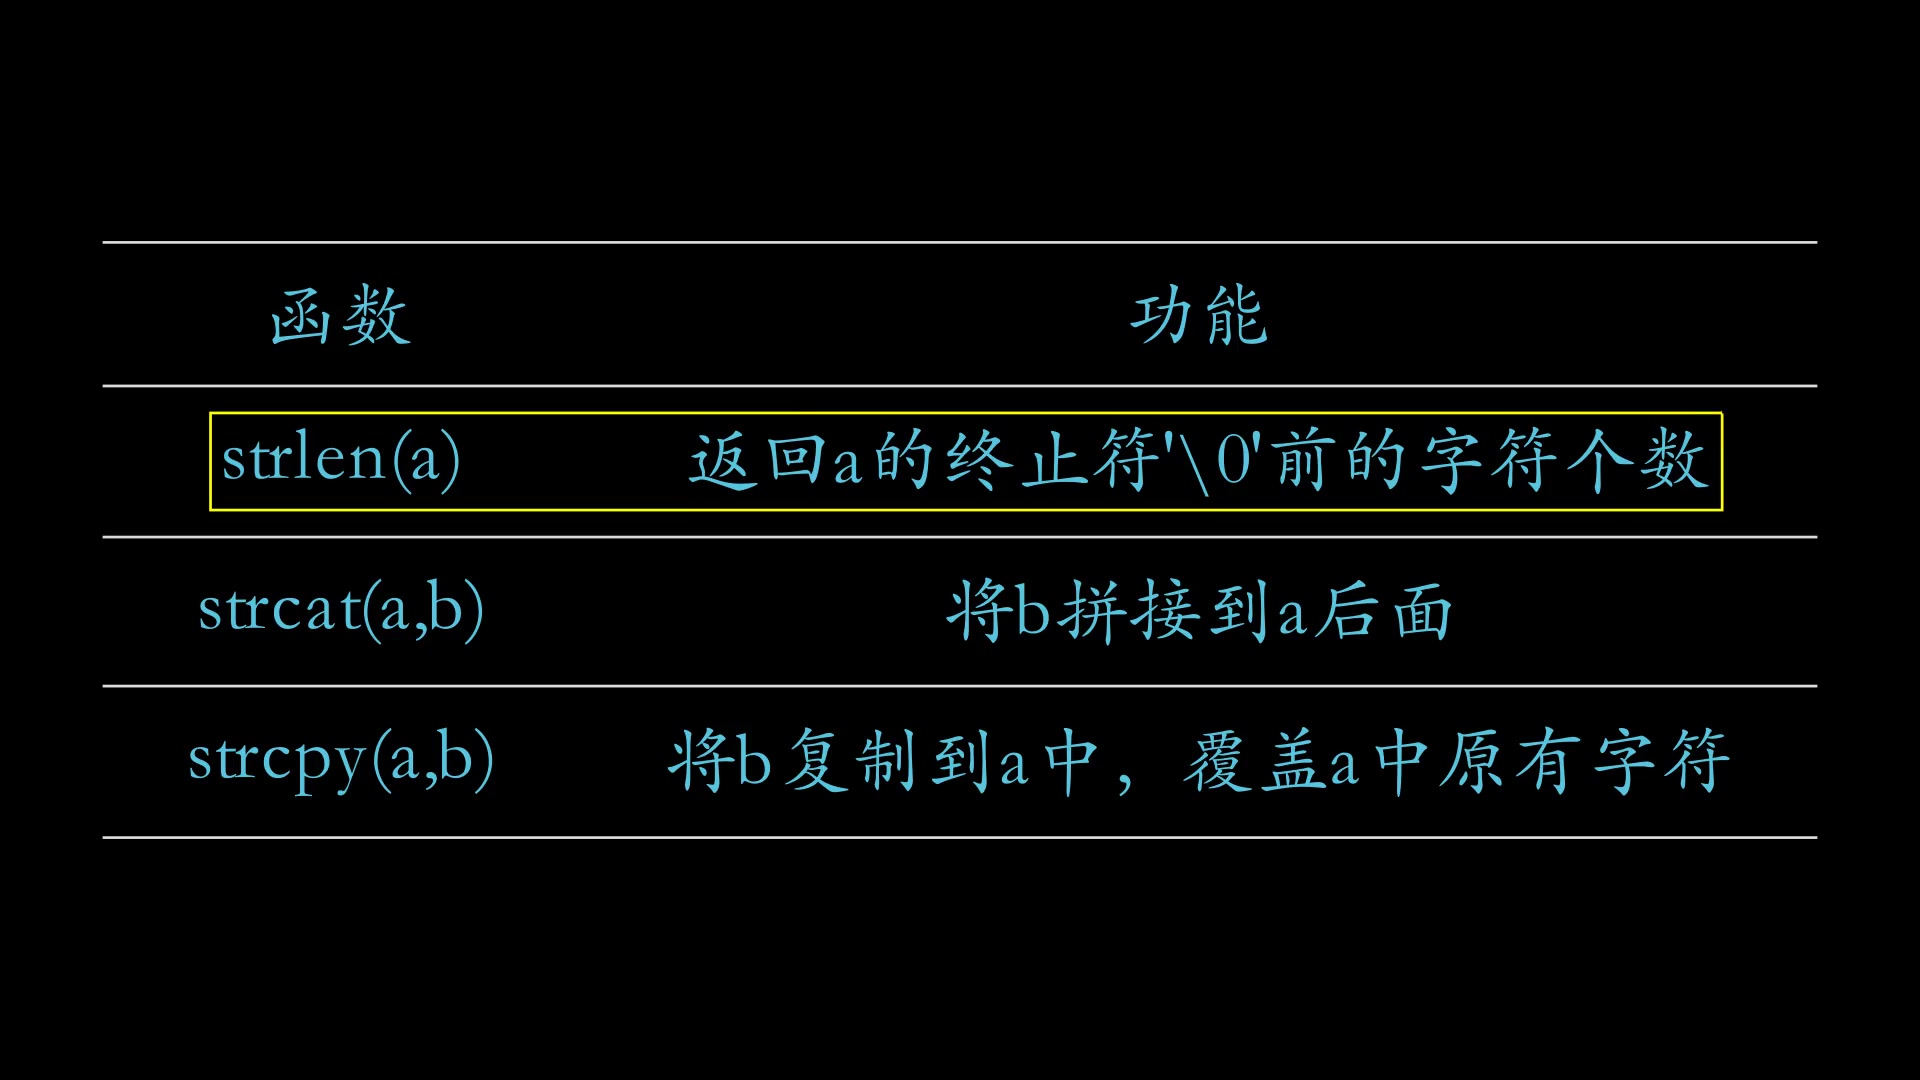 函数 功能
strlen(a) 返回a的终止符'\0'前的字符个数
strcat(a,b) 将b拼接到a后面
strcpy(a,b) 将b复制到a中，覆盖a中原有字符